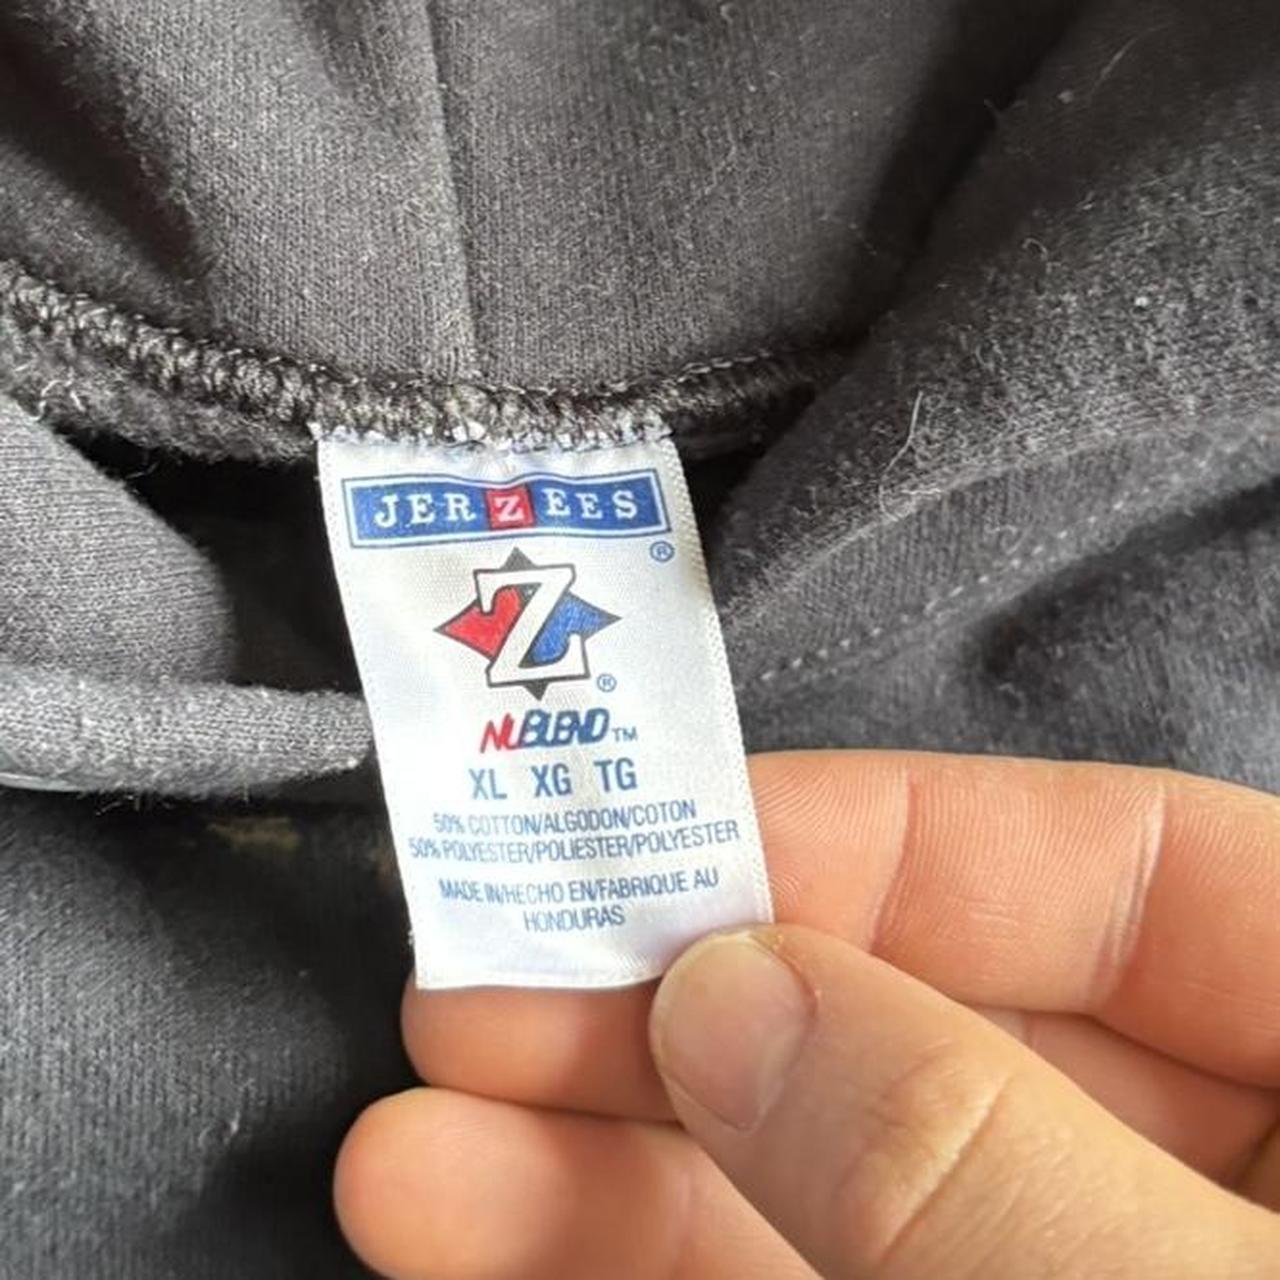 JERZEES
®
Z
®
NUBLEND™
XL XG TG
50% COTTON/ALGODON/COTON
50% POLYESTER/POLIESTER/POLYESTER
MADE IN/HECHO EN/FABRIQUE AU
HONDURAS